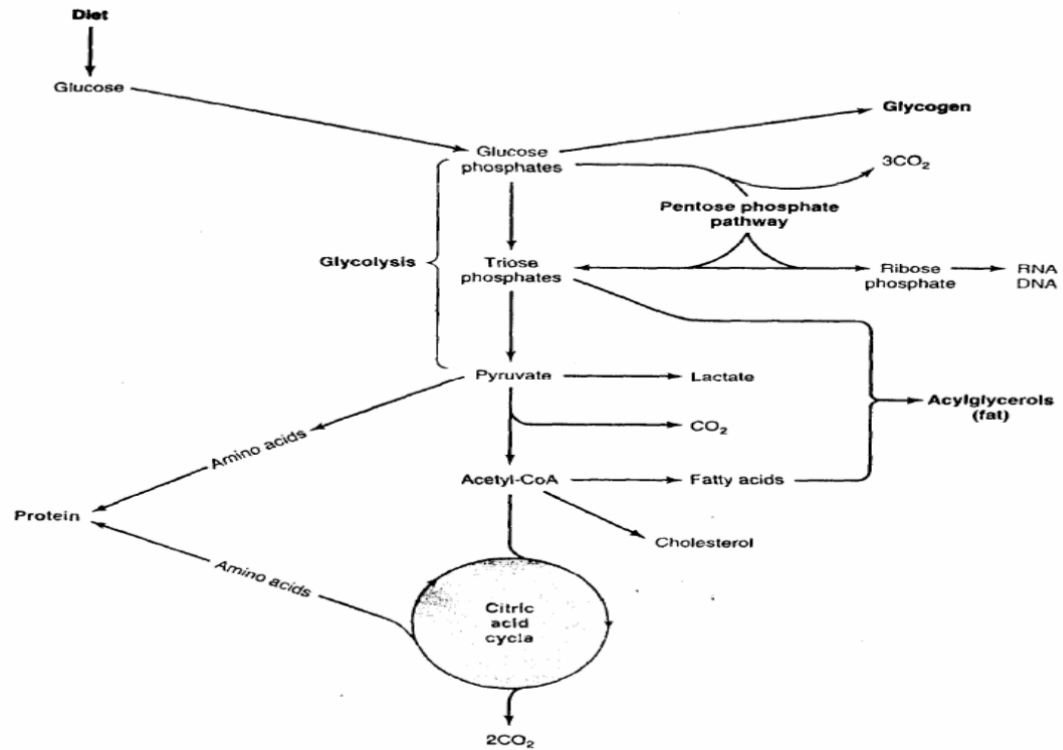 Diet
Glucose
Glycogen
Glucose
phosphates
3CO₂
Pentose phosphate
pathway
Glycolysis
Triose
phosphates
Ribose
phosphate
RNA
DNA
Pyruvate
Lactate
Acylglycerols
(fat)
CO₂
Amino acids
Acetyl-CoA
Fatty acids
Protein
Cholesterol
Amino acids
Citric
acid
cycla
2CO₂